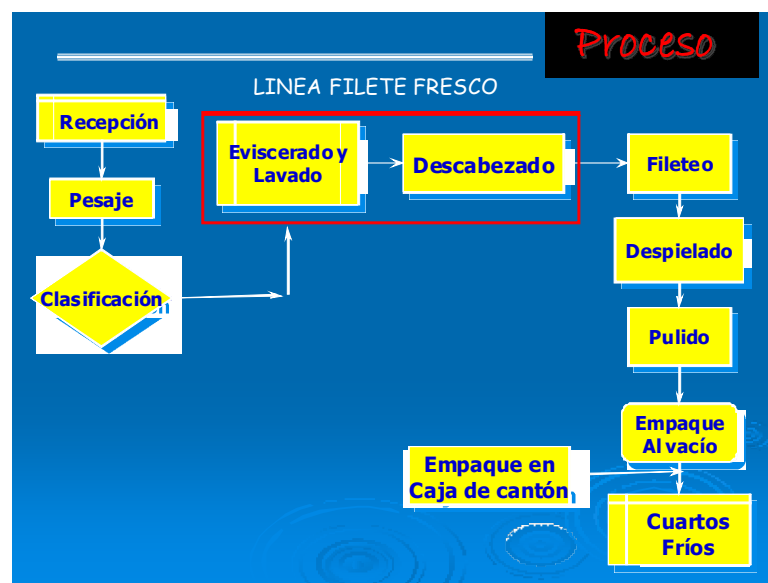 Proceso
LINEA FILETE FRESCO
Recepción
Pesaje
Clasificación
Eviscerado y
Lavado
Descabezado
Fileteo
Despielado
Pulido
Empaque
Al vacío
Empaque en
Caja de cantón
Cuartos
Fríos